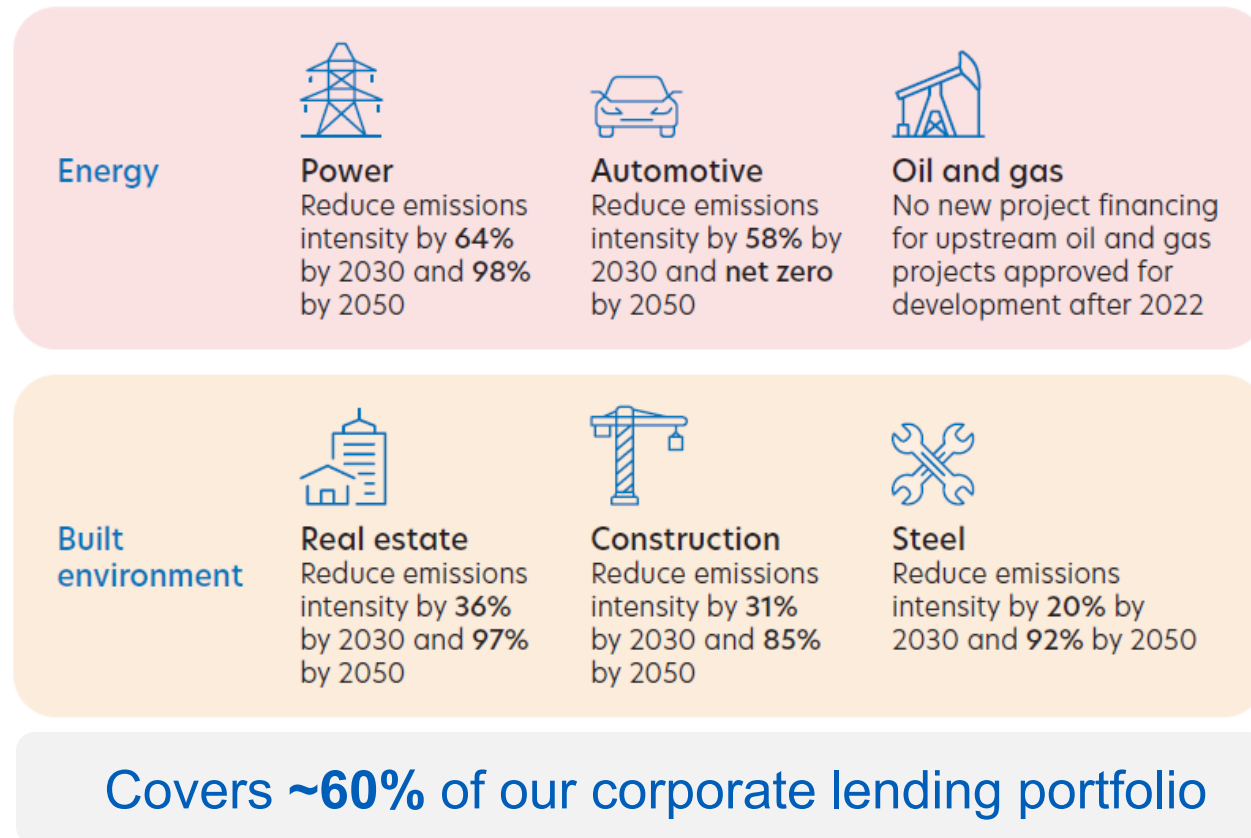 Energy
Power
Reduce emissions
intensity by 64%
by 2030 and 98%
by 2050
Automotive
Reduce emissions
intensity by 58% by
2030 and net zero
by 2050
Oil and gas
No new project financing
for upstream oil and gas
projects approved for
development after 2022
Built
environment
Real estate
Reduce emissions
intensity by 36%
by 2030 and 97%
by 2050
Construction
Reduce emissions
intensity by 31%
by 2030 and 85%
by 2050
Steel
Reduce emissions
intensity by 20% by
2030 and 92% by 2050
Covers ~60% of our corporate lending portfolio